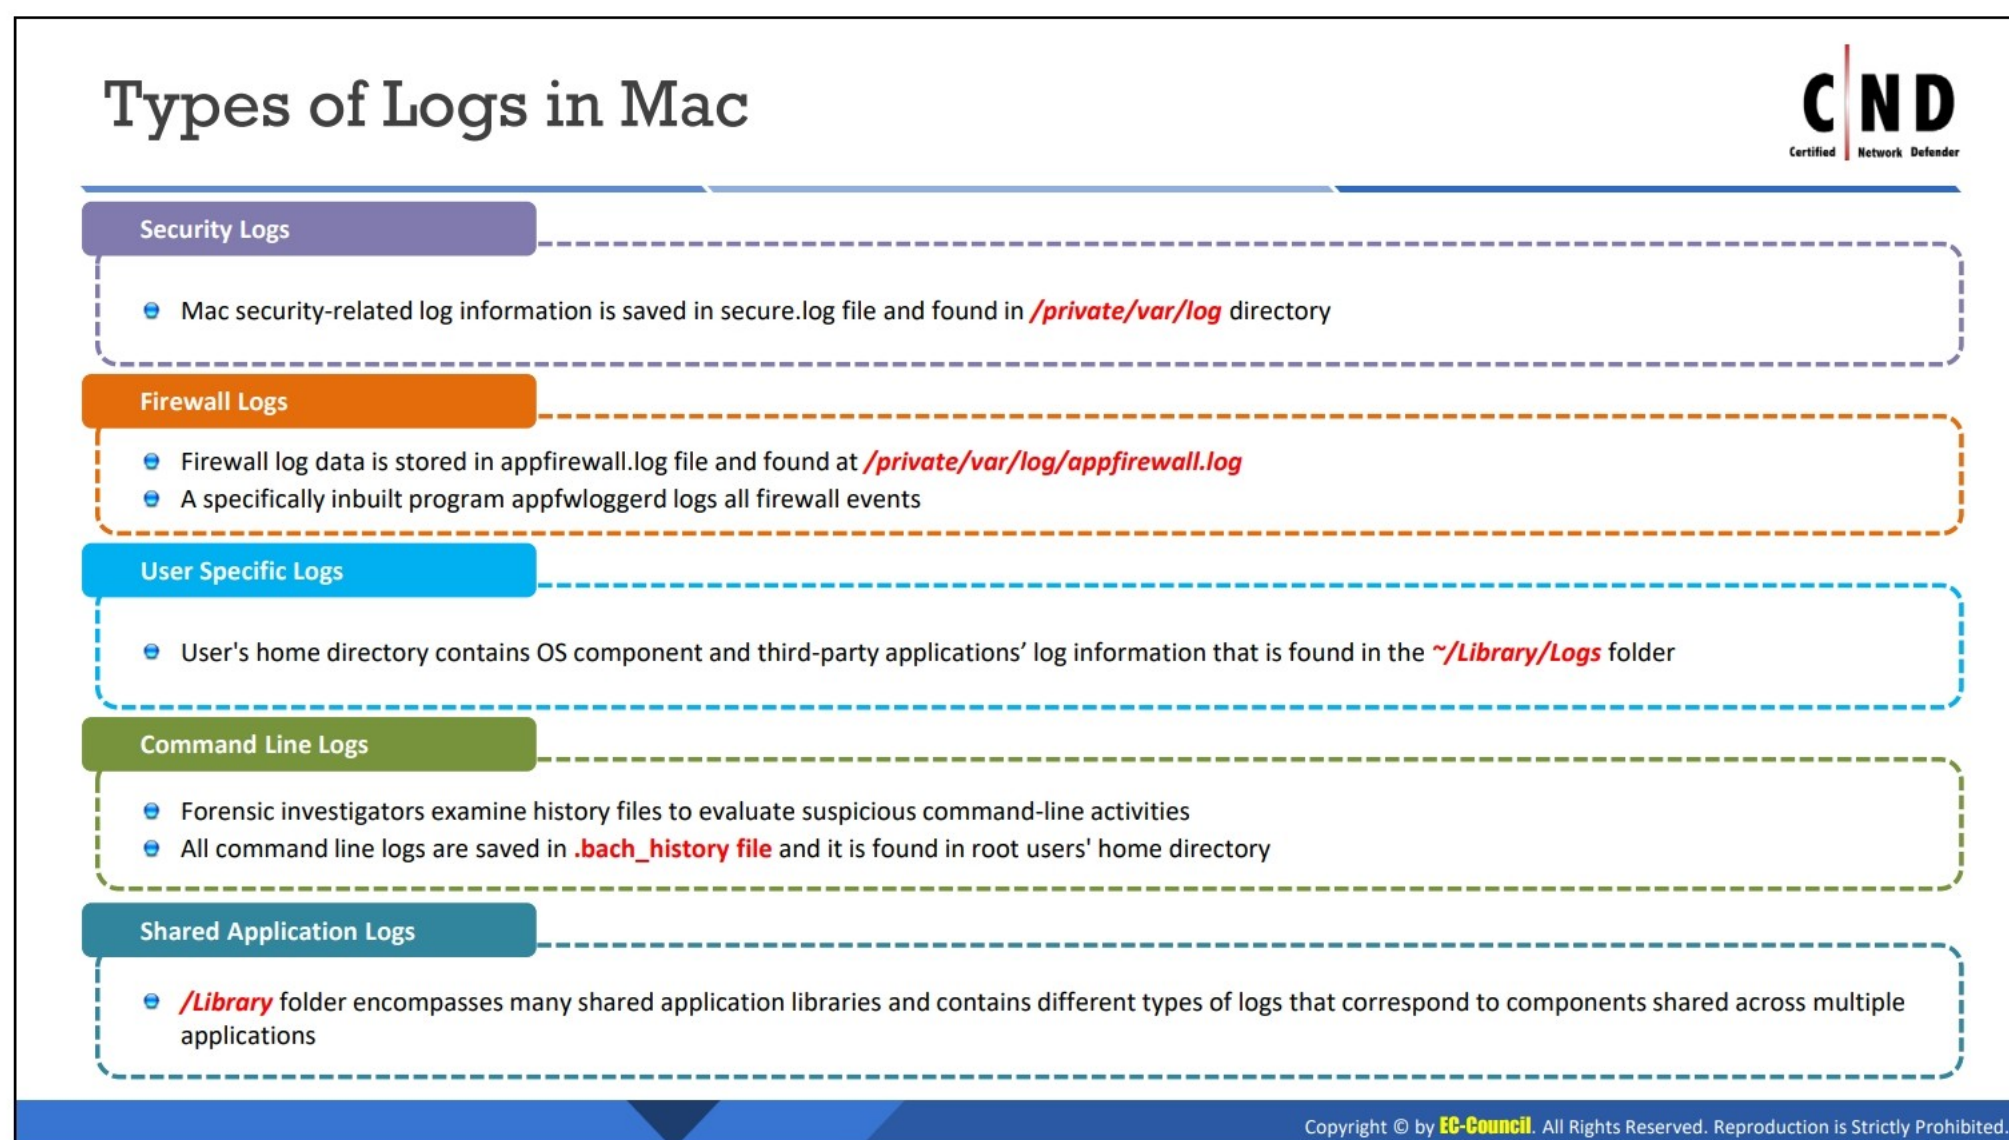 Types of Logs in Mac
C ND
Certified Network Defender
Security Logs
Mac security-related log information is saved in secure.log file and found in /private/var/log directory
Firewall Logs
Firewall log data is stored in appfirewall.log file and found at /private/var/log/appfirewall.log
A specifically inbuilt program appfwloggerd logs all firewall events
User Specific Logs
User's home directory contains OS component and third-party applications’ log information that is found in the ~/Library/Logs folder
Command Line Logs
Forensic investigators examine history files to evaluate suspicious command-line activities
All command line logs are saved in .bach_history file and it is found in root users' home directory
Shared Application Logs
/Library folder encompasses many shared application libraries and contains different types of logs that correspond to components shared across multiple
applications
Copyright © by EC-Council. All Rights Reserved. Reproduction is Strictly Prohibited.